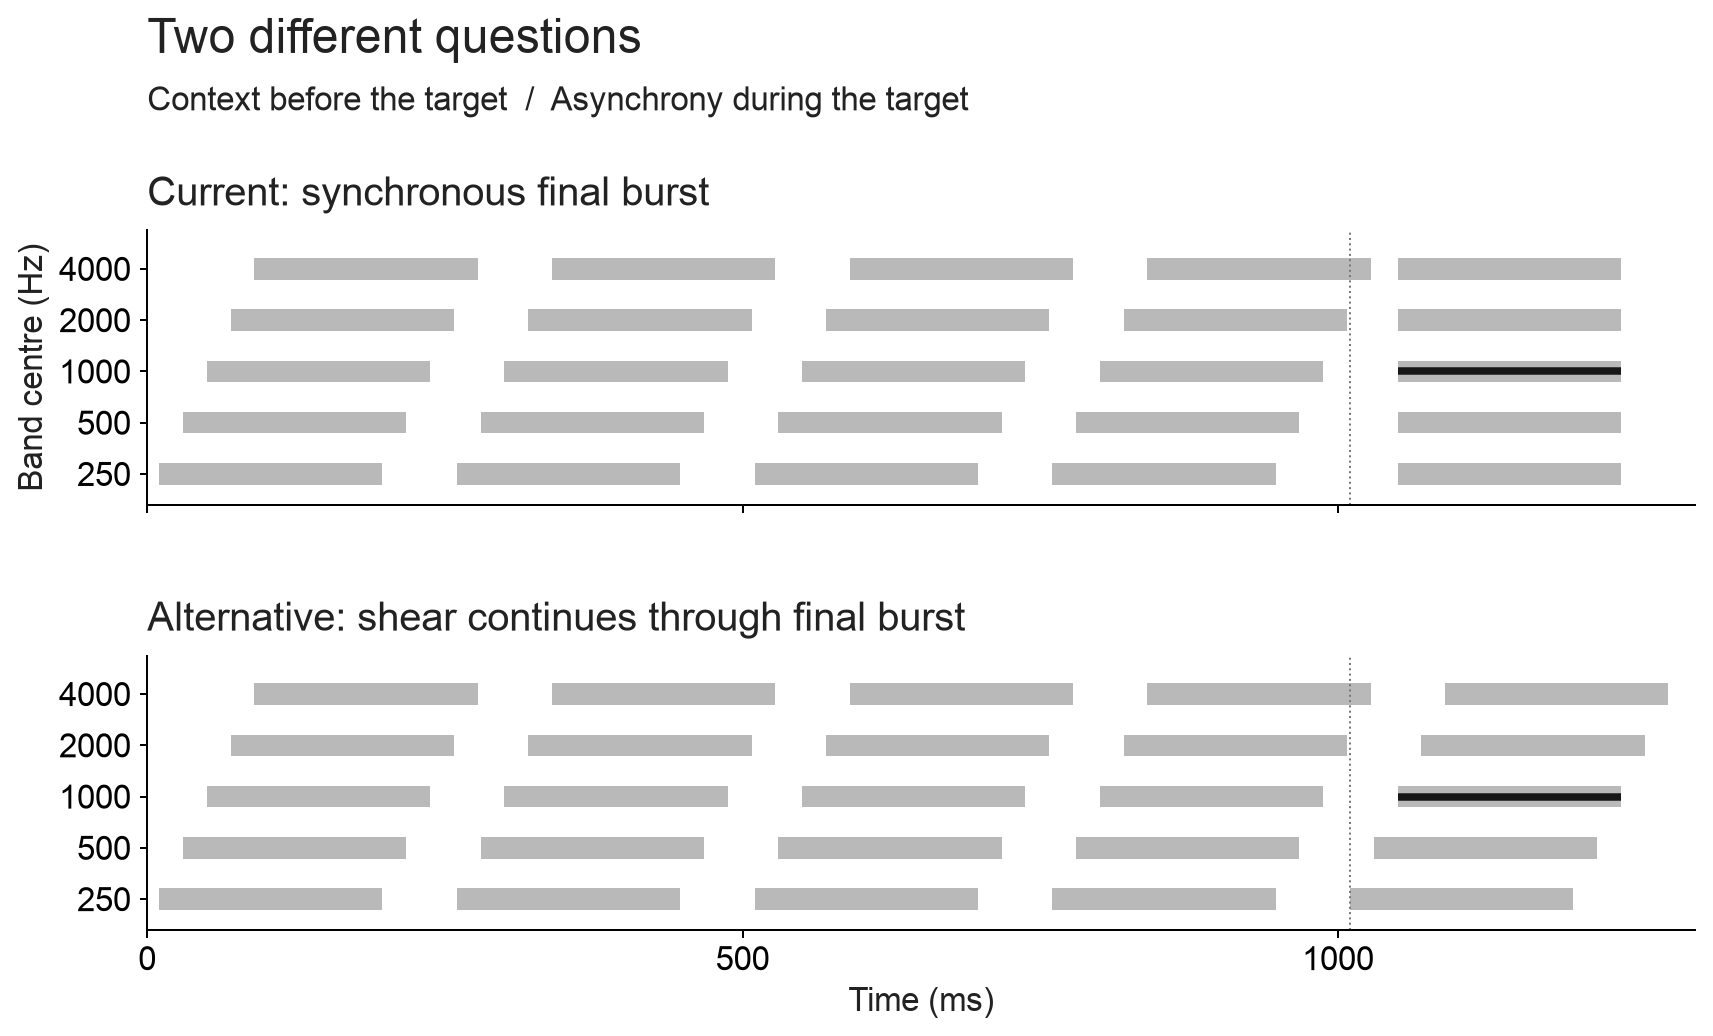 Two different questions
Context before the target / Asynchrony during the target
Current: synchronous final burst
Band centre (Hz)
4000
2000
1000
500
250
Alternative: shear continues through final burst
4000
2000
1000
500
250
0 500 1000
Time (ms)